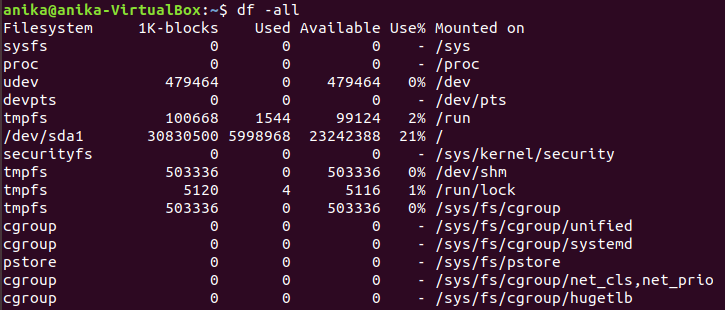 anika@anika-VirtualBox:~$ df -all
Filesystem     1K-blocks    Used Available Use% Mounted on
sysfs                  0       0         0    - /sys
proc                   0       0         0    - /proc
udev              479464       0    479464   0% /dev
devpts                 0       0         0    - /dev/pts
tmpfs             100668    1544     99124   2% /run
/dev/sda1       30830500 5998968  23242388  21% /
securityfs             0       0         0    - /sys/kernel/security
tmpfs             503336       0    503336   0% /dev/shm
tmpfs               5120       4      5116   1% /run/lock
tmpfs             503336       0    503336   0% /sys/fs/cgroup
cgroup                 0       0         0    - /sys/fs/cgroup/unified
cgroup                 0       0         0    - /sys/fs/cgroup/systemd
pstore                 0       0         0    - /sys/fs/pstore
cgroup                 0       0         0    - /sys/fs/cgroup/net_cls,net_prio
cgroup                 0       0         0    - /sys/fs/cgroup/hugetlb